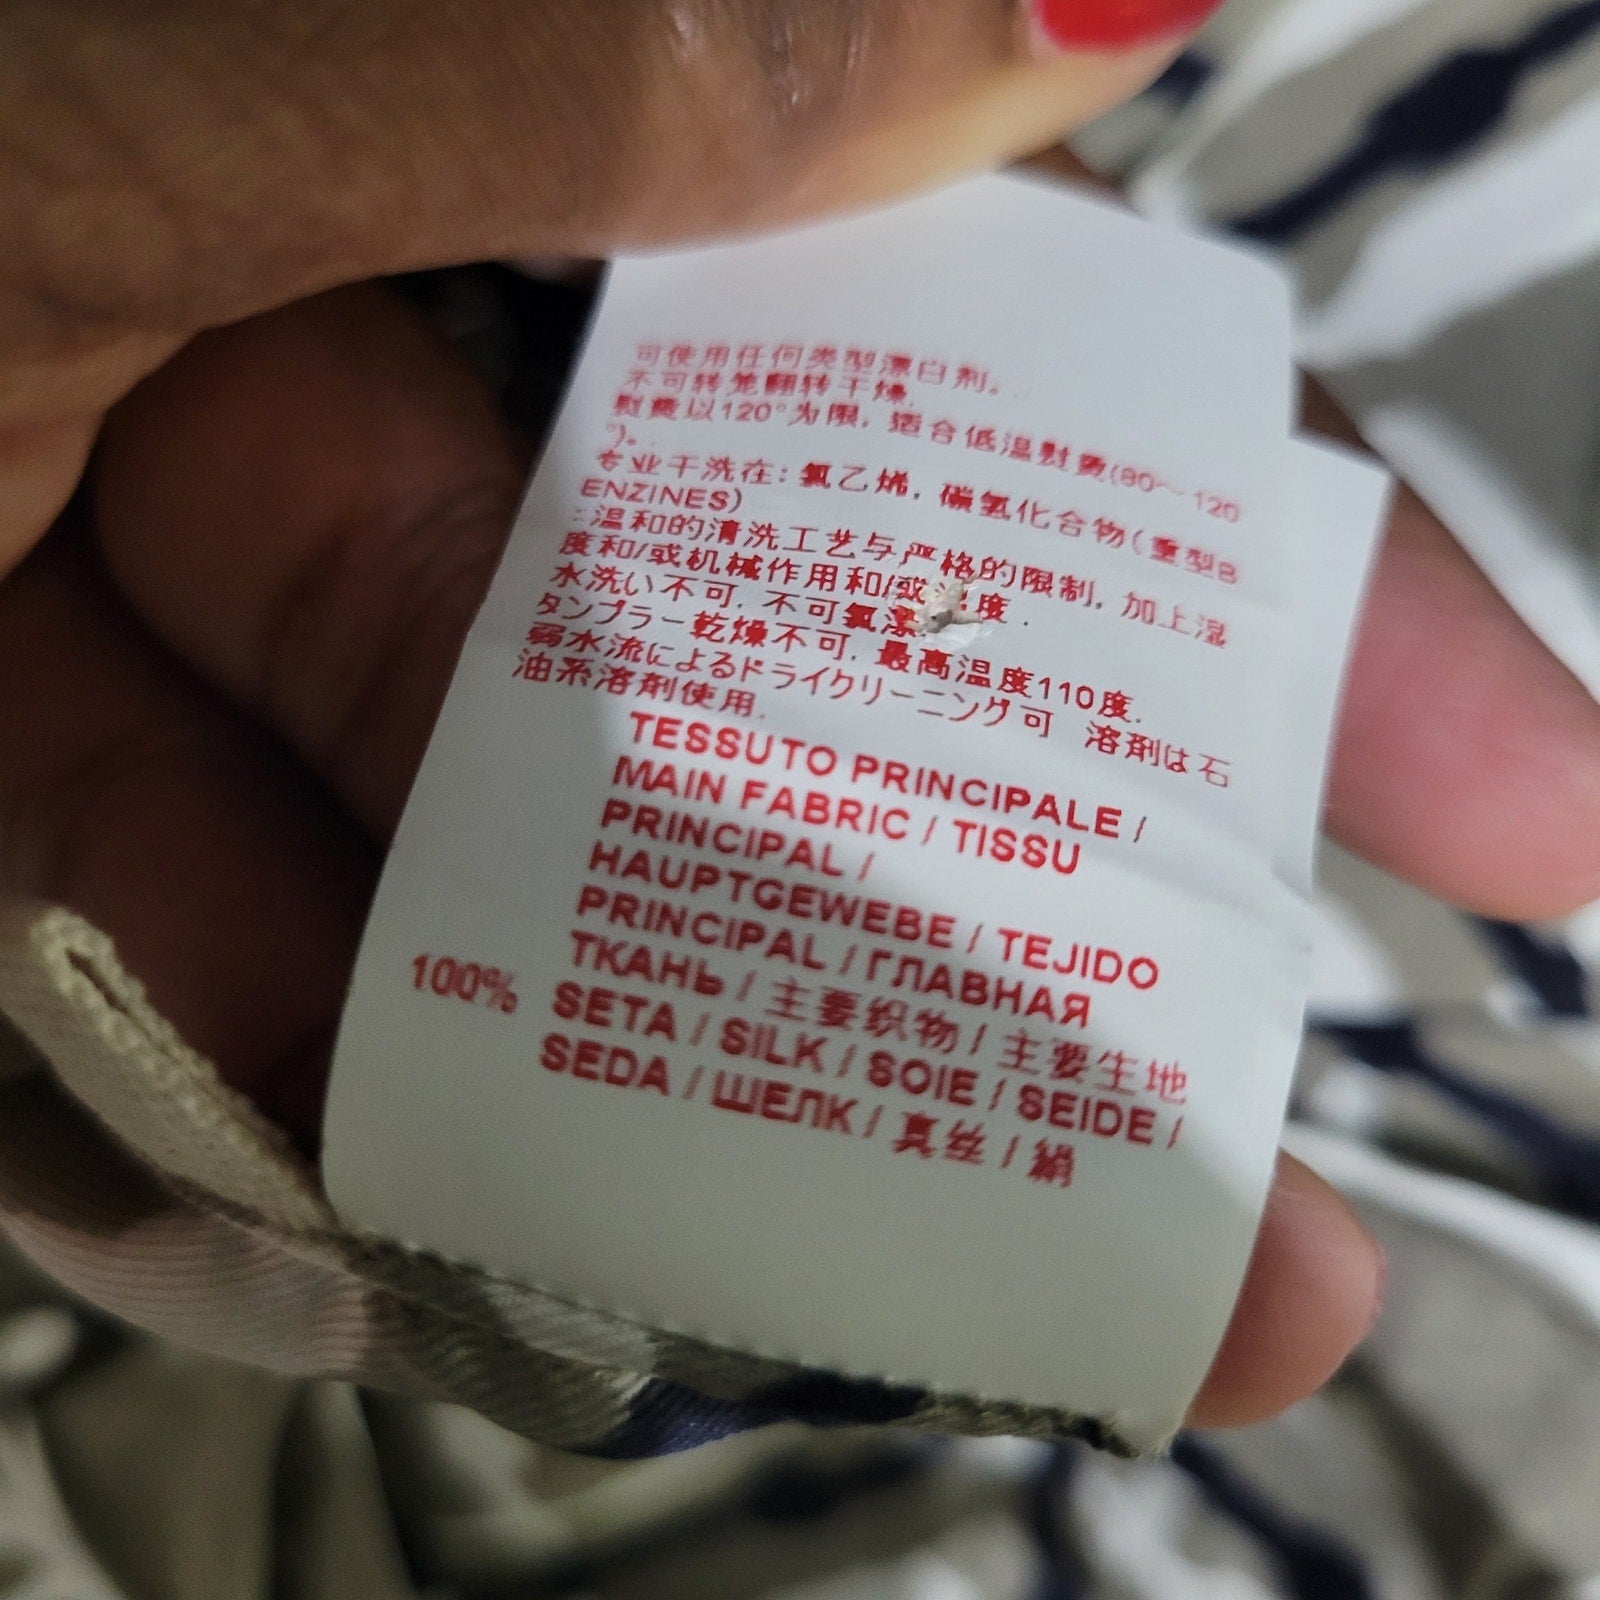 可使用任何类型漂白剂。
不可转笼翻转干燥.
熨費以120°为限, 适合低温熨費(80～120
°)。
专业干洗在: 氯乙烯, 碳氢化合物(重型B
ENZINES)
:温和的清洗工艺与严格的限制, 加上湿
度和/或机械作用和/或温度.
水洗い不可, 不可氯漂
タンブラー乾燥不可, 最高温度110度.
弱水流によるドライクリーニング可 溶剤は石
油系溶剤使用.
TESSUTO PRINCIPALE /
MAIN FABRIC / TISSU
PRINCIPAL /
HAUPTGEWEBE / TEJIDO
PRINCIPAL / ГЛАВНАЯ
ТКАНЬ / 主要织物 / 主要生地
100% SETA / SILK / SOIE / SEIDE /
SEDA / ШЕЛК / 真丝 / 絹